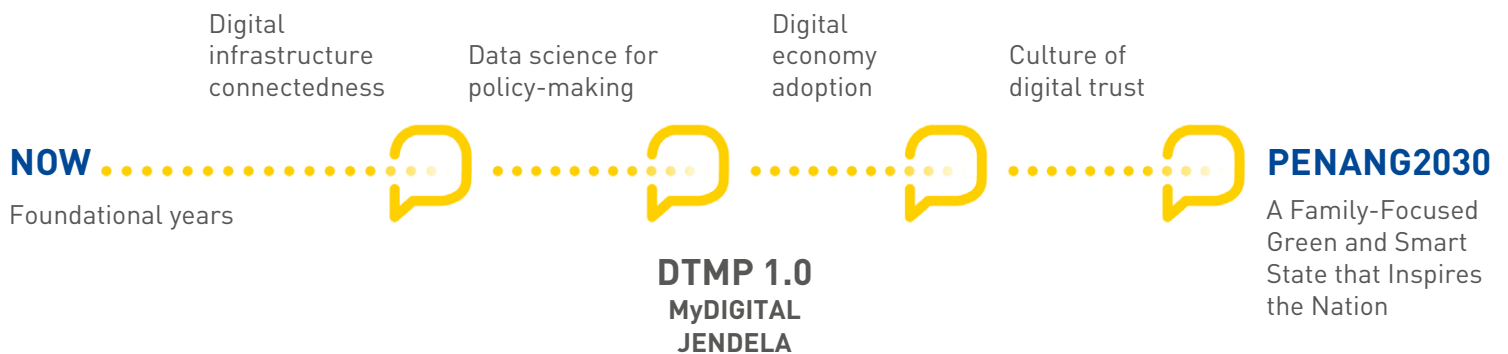 Digital
infrastructure
connectedness
Data science for
policy-making
Digital
economy
adoption
Culture of
digital trust
NOW
Foundational years
PENANG2030
A Family-Focused
Green and Smart
State that Inspires
the Nation
DTMP 1.0
MyDIGITAL
JENDELA